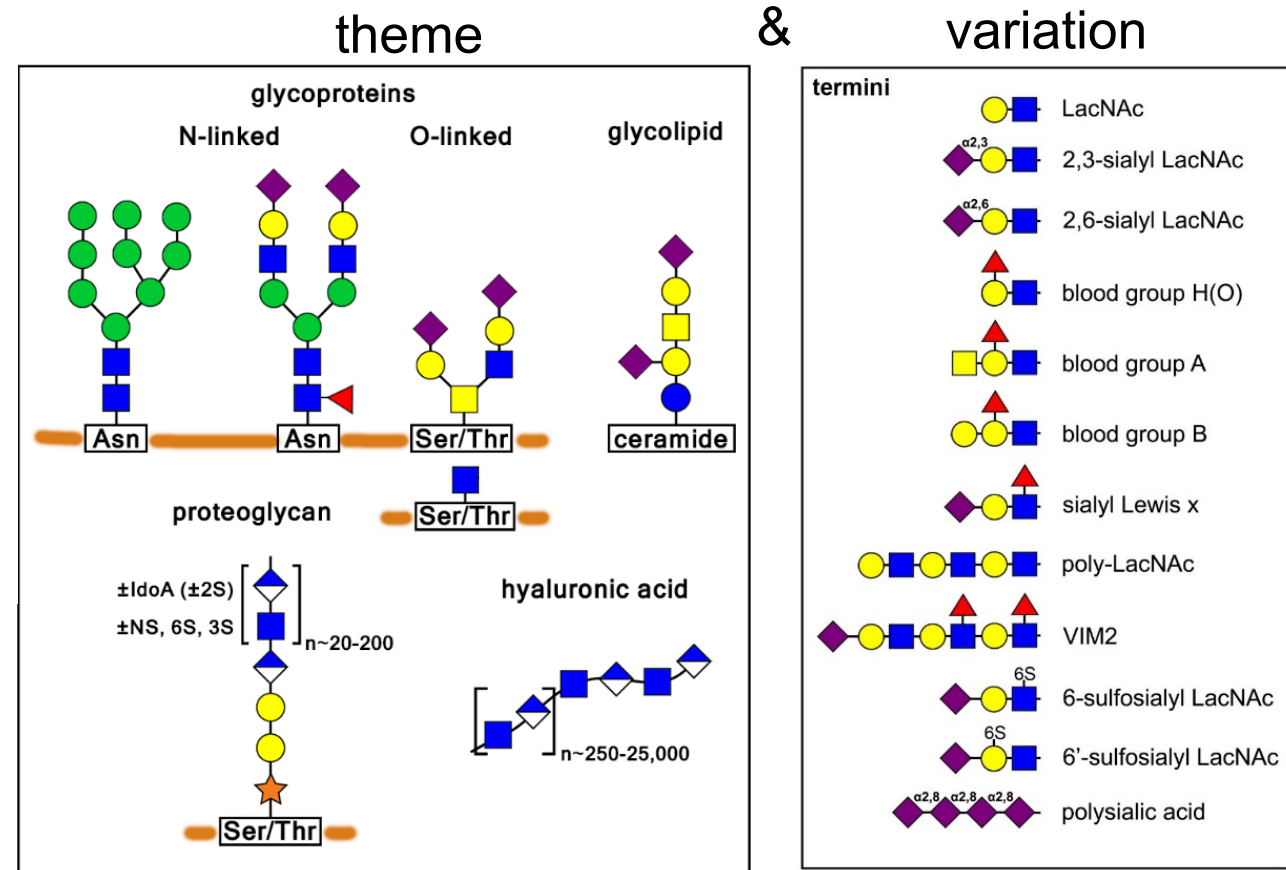 theme & variation
glycoproteins
N-linked
O-linked
glycolipid
Asn
Asn
Ser/Thr
ceramide
Ser/Thr
proteoglycan
±IdoA (±2S)
±NS, 6S, 3S
n~20-200
Ser/Thr
hyaluronic acid
n~250-25,000
termini
LacNAc
α2,3
2,3-sialyl LacNAc
α2,6
2,6-sialyl LacNAc
blood group H(O)
blood group A
blood group B
sialyl Lewis x
poly-LacNAc
VIM2
6S
6-sulfosialyl LacNAc
6S
6'-sulfosialyl LacNAc
α2,8 α2,8 α2,8
polysialic acid